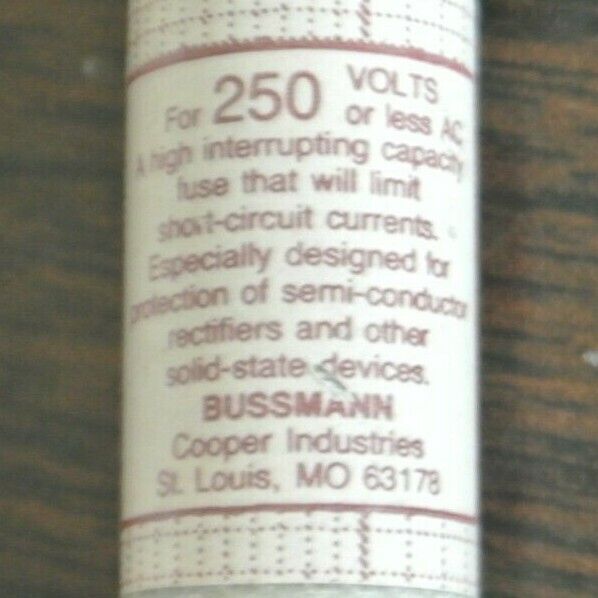 For 250 VOLTS
or less AC
A high interrupting capacity
fuse that will limit
short-circuit currents.
Especially designed for
protection of semi-conductor
rectifiers and other
solid-state devices.
BUSSMANN
Cooper Industries
St. Louis, MO 63178